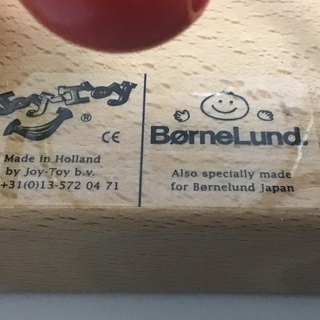 Joy-Toy
®
CE
Made in Holland
by Joy-Toy b.v.
+31(0)13-572 04 71
BørneLund.
Also specially made
for Børnelund Japan